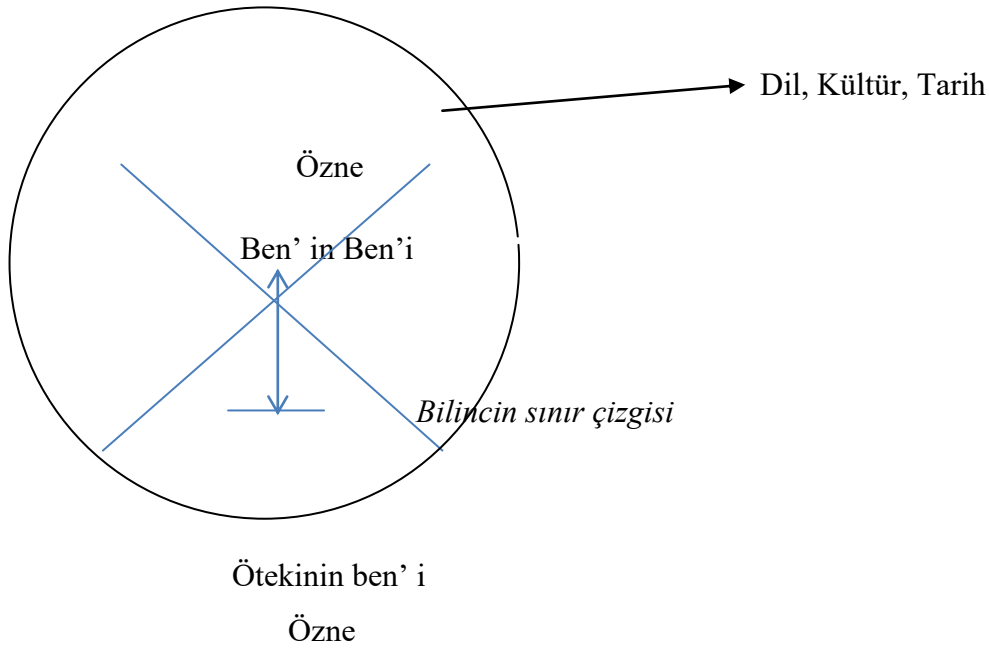 Dil, Kültür, Tarih
Özne
Ben’ in Ben’i
Bilincin sınır çizgisi
Ötekinin ben’ i
Özne